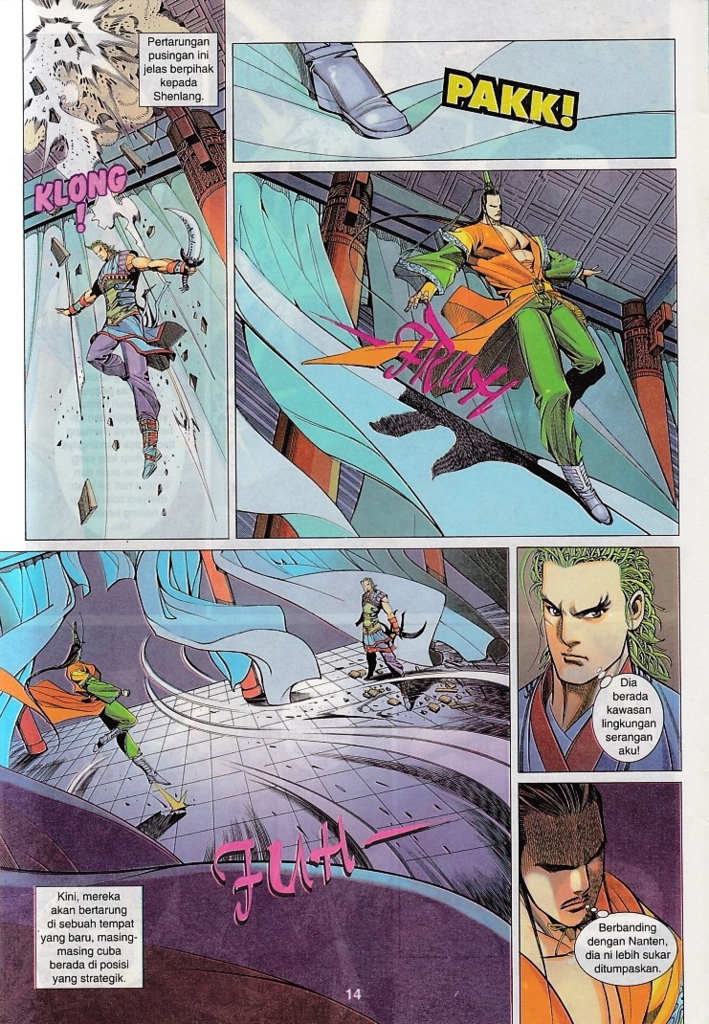 Pertarungan
pusingan ini
jelas berpihak
kepada
Shenlang.
PAKK!
KLONG
!
FRUH
Dia
berada
kawasan
lingkungan
serangan
aku!
FUH
Kini, mereka
akan bertarung
di sebuah tempat
yang baru, masing-
masing cuba
berada di posisi
yang strategik.
Berbanding
dengan Nanten,
dia ni lebih sukar
ditumpaskan.
14